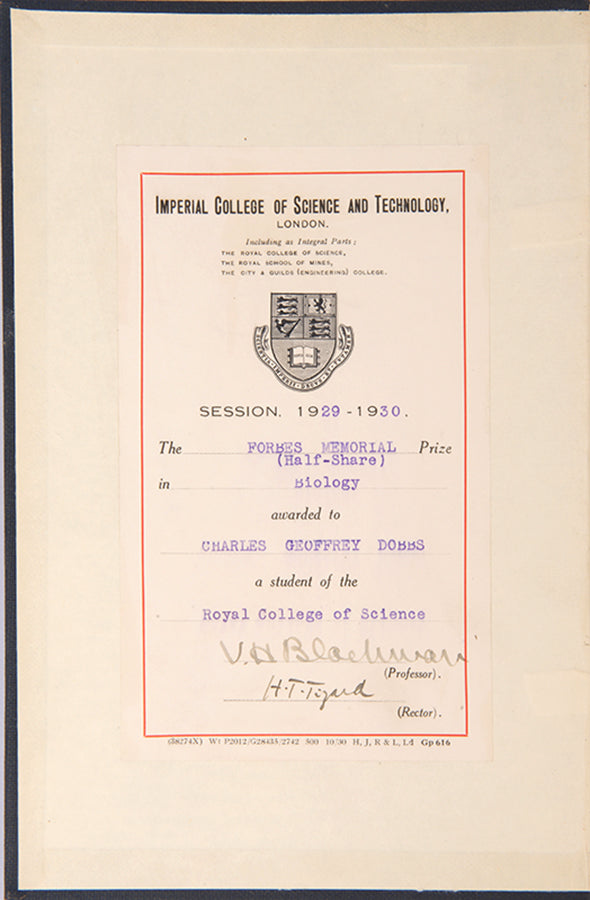 IMPERIAL COLLEGE OF SCIENCE AND TECHNOLOGY,
LONDON.
Including as Integral Parts:
THE ROYAL COLLEGE OF SCIENCE,
THE ROYAL SCHOOL OF MINES,
THE CITY & GUILDS (ENGINEERING) COLLEGE.
SESSION. 1929-1930.
The FORBES MEMORIAL Prize
(Half-Share)
in Biology
awarded to
CHARLES GEOFFREY DOBBS
a student of the
Royal College of Science
V.H Blackman
(Professor).
H.T. Tizard
(Rector).
(38274X) Wt P2012/G28435/2742 500 10/30 H, J, R & L, Ld Gp 616